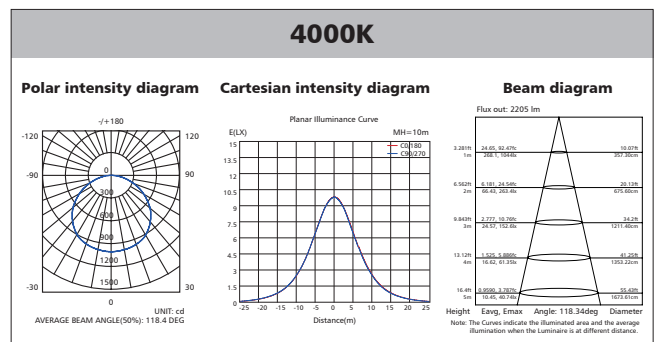 4000K
Polar intensity diagram
Cartesian intensity diagram
Beam diagram
-/+180
-120
120
-90
90
-30
30
0
0
300
600
900
1200
1500
UNIT: cd
AVERAGE BEAM ANGLE(50%): 118.4 DEG
Planar Illuminance Curve
E(LX)
MH=10m
C0/180
C90/270
15
13.5
12
10.5
9
7.5
6
4.5
3
1.5
0
-25 -20 -15 -10 -5 0 5 10 15 20 25
Distance(m)
Flux out: 2205 lm
3.281ft 24.65, 92.47fc 10.07ft
1m 268.1, 1044lx 357.30cm
6.562ft 6.181, 24.54fc 20.13ft
2m 66.43, 263.4lx 675.60cm
9.843ft 2.777, 10.76fc 34.2ft
3m 24.57, 152.6lx 1211.40cm
13.12ft 1.525, 5.886fc 41.25ft
4m 16.62, 61.35lx 1353.22cm
16.4ft 0.9590, 3.787fc 55.43ft
5m 10.45, 40.74lx 1673.61cm
Height Eavg, Emax Angle: 118.34deg Diameter
Note: The Curves indicate the illuminated area and the average
illumination when the Luminaire is at different distance.